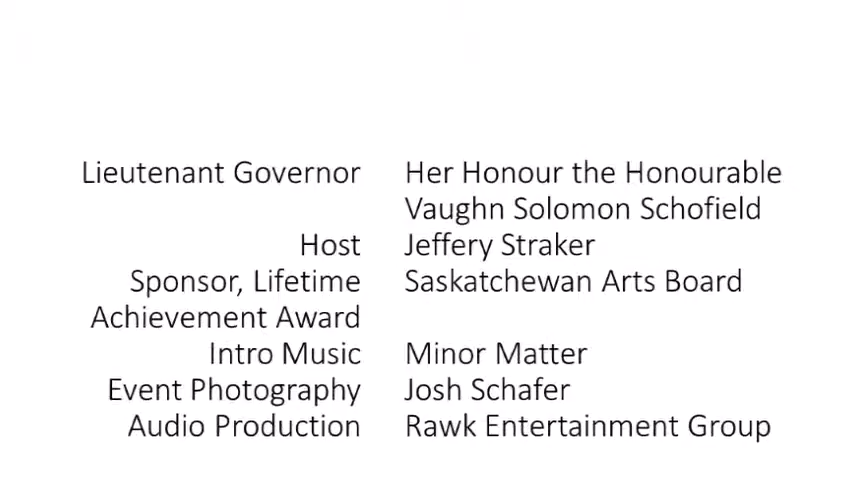 Lieutenant Governor Her Honour the Honourable
Vaughn Solomon Schofield
Host Jeffery Straker
Sponsor, Lifetime Saskatchewan Arts Board
Achievement Award
Intro Music Minor Matter
Event Photography Josh Schafer
Audio Production Rawk Entertainment Group